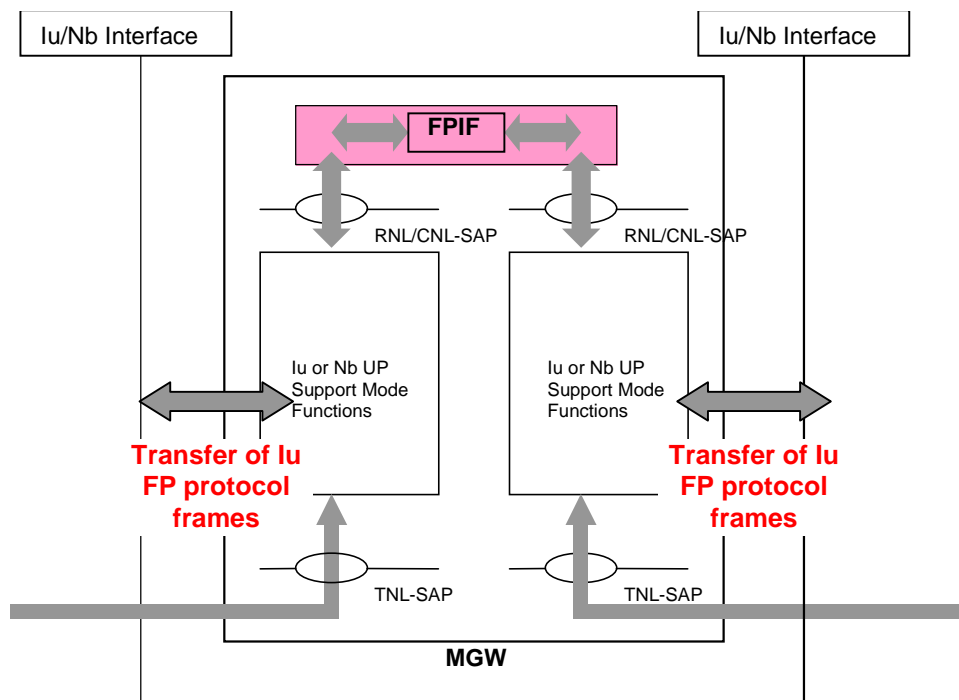 Iu/Nb Interface
Iu/Nb Interface
FPIF
RNL/CNL-SAP
RNL/CNL-SAP
Iu or Nb UP
Support Mode
Functions
Iu or Nb UP
Support Mode
Functions
Transfer of Iu
FP protocol
frames
Transfer of Iu
FP protocol
frames
TNL-SAP
TNL-SAP
MGW